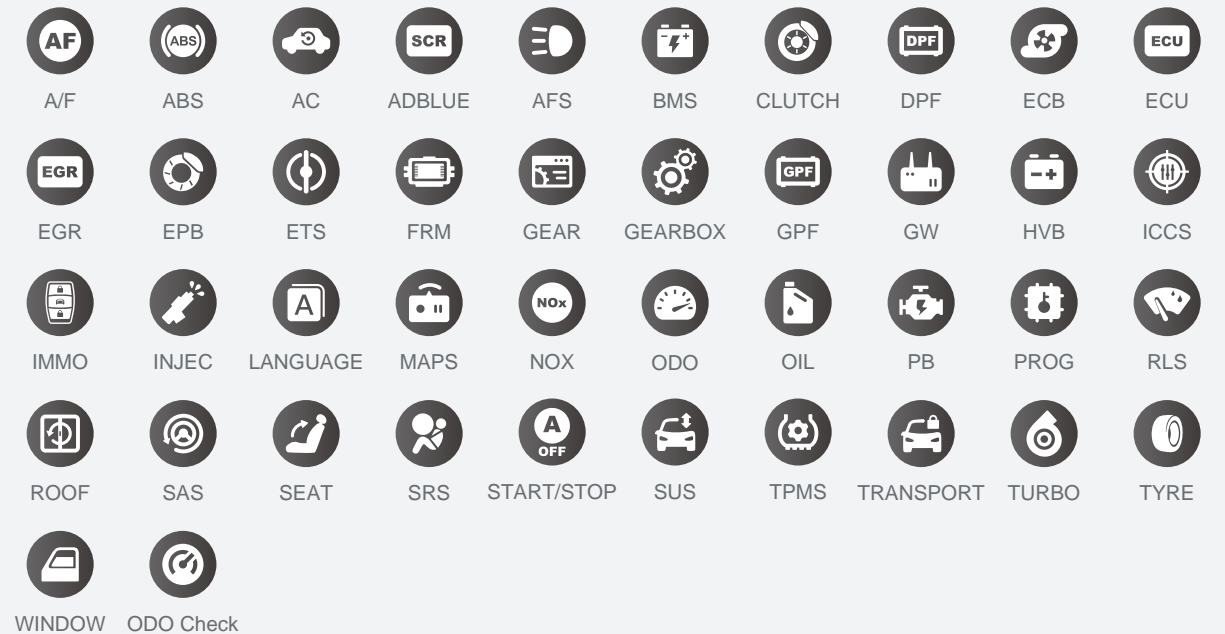 AF ABS SCR DPF ECU
A/F ABS AC ADBLUE AFS BMS CLUTCH DPF ECB ECU
EGR GPF
EGR EPB ETS FRM GEAR GEARBOX GPF GW HVB ICCS
A NOx
IMMO INJEC LANGUAGE MAPS NOX ODO OIL PB PROG RLS
A
OFF
ROOF SAS SEAT SRS START/STOP SUS TPMS TRANSPORT TURBO TYRE
WINDOW ODO Check